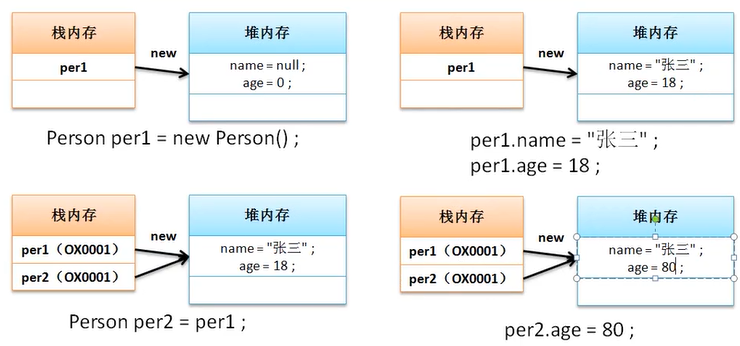 栈内存
per1
new
堆内存
name = null ;
age = 0 ;
Person per1 = new Person() ;
栈内存
per1
new
堆内存
name = "张三" ;
age = 18 ;
per1.name = "张三" ;
per1.age = 18 ;
栈内存
per1（OX0001）
per2（OX0001）
new
堆内存
name = "张三" ;
age = 18 ;
Person per2 = per1 ;
栈内存
per1（OX0001）
per2（OX0001）
new
堆内存
name = "张三" ;
age = 80 ;
per2.age = 80 ;